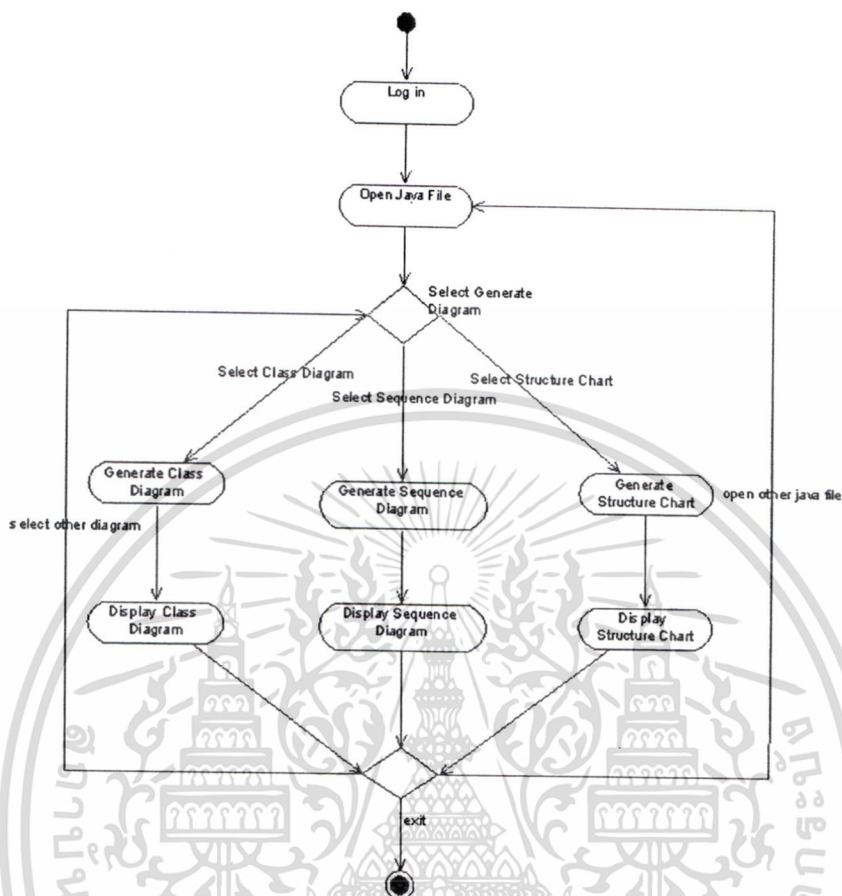 Log in
Open Java File
Select Generate
Diagram
Select Class Diagram
Select Structure Chart
Select Sequence Diagram
Generate Class
Diagram
Generate Sequence
Diagram
Generate
Structure Chart
open other java file
select other diagram
Display Class
Diagram
Display Sequence
Diagram
Display
Structure Chart
exit